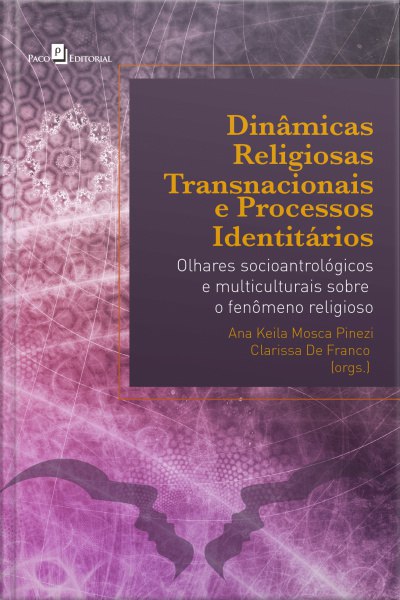 PACO EDITORIAL
Dinâmicas
Religiosas
Transnacionais
e Processos
Identitários
Olhares socioantrológicos
e multiculturais sobre
o fenômeno religioso
Ana Keila Mosca Pinezi
Clarissa De Franco
(orgs.)